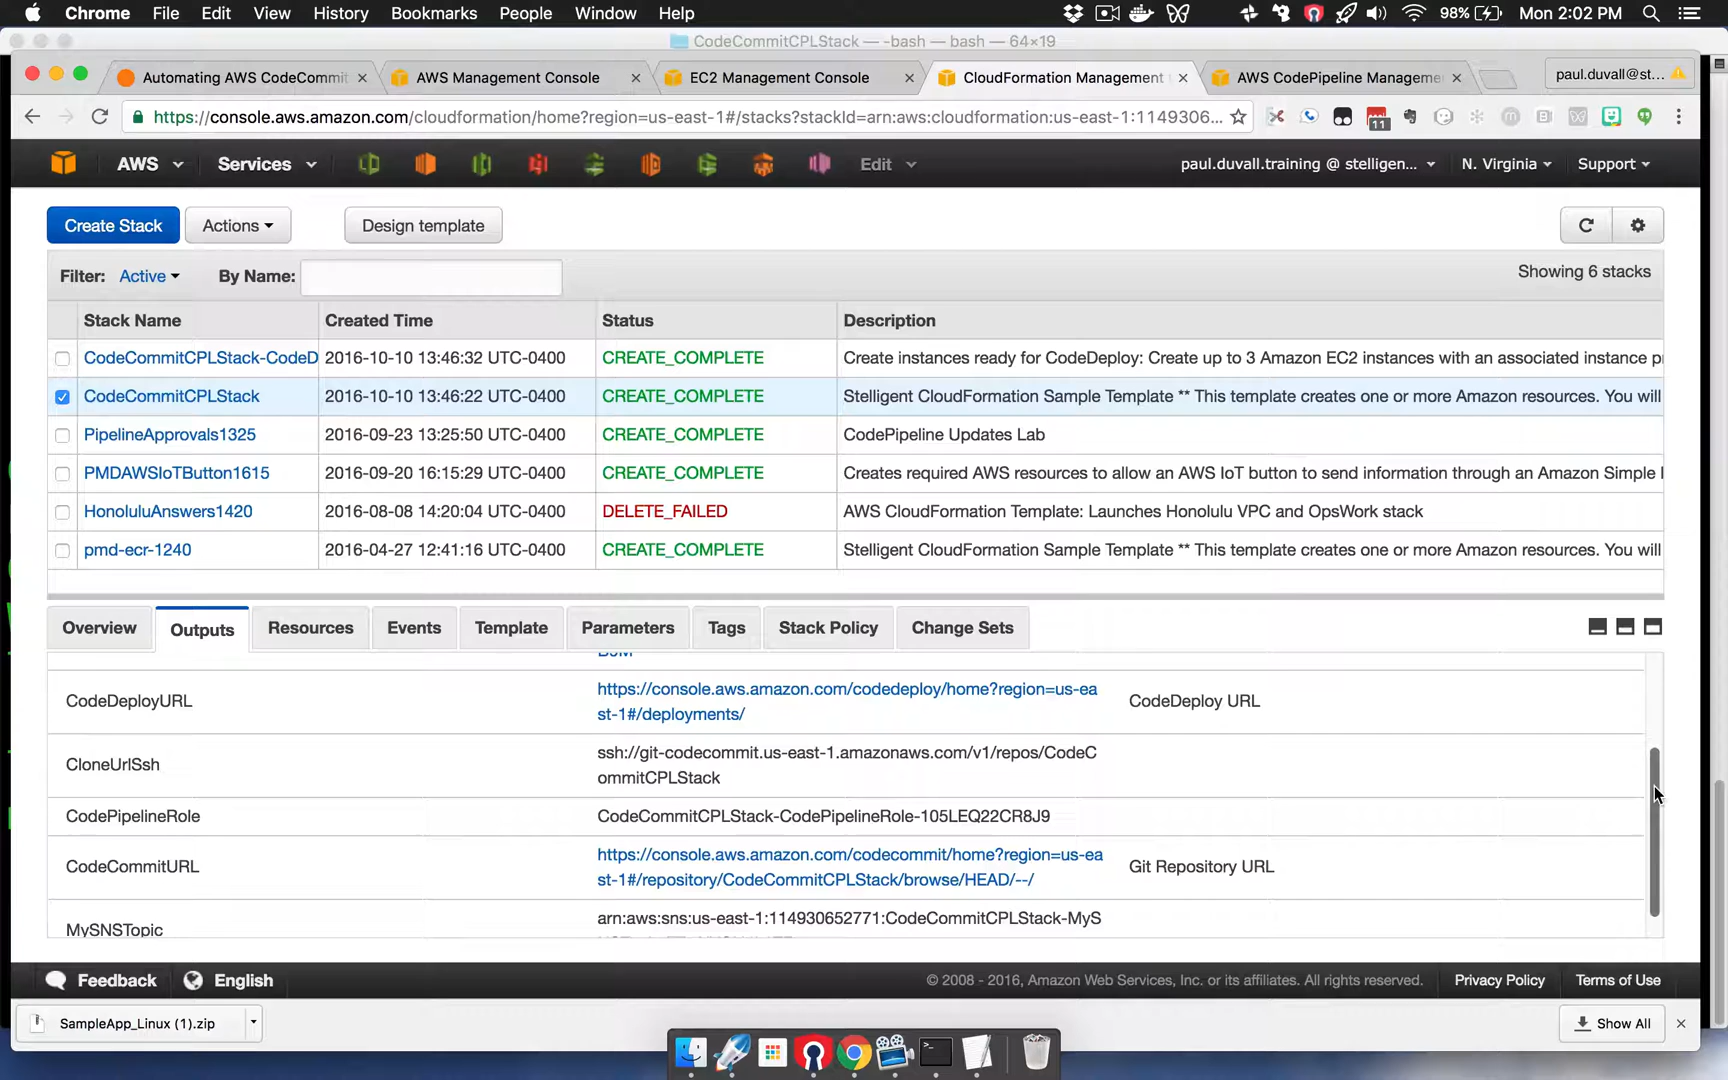 Chrome File Edit View History Bookmarks People Window Help 98% Mon 2:02 PM
CodeCommitCPLStack — -bash — bash — 64×19
Automating AWS CodeCommit × AWS Management Console × EC2 Management Console × CloudFormation Management × AWS CodePipeline Manageme × paul.duvall@st...
https://console.aws.amazon.com/cloudformation/home?region=us-east-1#/stacks?stackId=arn:aws:cloudformation:us-east-1:1149306... 11
AWS Services Edit paul.duvall.training @ stelligen... N. Virginia Support
Create Stack Actions Design template
Filter: Active By Name: Showing 6 stacks
Stack Name Created Time Status Description
CodeCommitCPLStack-CodeD 2016-10-10 13:46:32 UTC-0400 CREATE_COMPLETE Create instances ready for CodeDeploy: Create up to 3 Amazon EC2 instances with an associated instance p
CodeCommitCPLStack 2016-10-10 13:46:22 UTC-0400 CREATE_COMPLETE Stelligent CloudFormation Sample Template ** This template creates one or more Amazon resources. You will
PipelineApprovals1325 2016-09-23 13:25:50 UTC-0400 CREATE_COMPLETE CodePipeline Updates Lab
PMDAWSIoTButton1615 2016-09-20 16:15:29 UTC-0400 CREATE_COMPLETE Creates required AWS resources to allow an AWS IoT button to send information through an Amazon Simple
HonoluluAnswers1420 2016-08-08 14:20:04 UTC-0400 DELETE_FAILED AWS CloudFormation Template: Launches Honolulu VPC and OpsWork stack
pmd-ecr-1240 2016-04-27 12:41:16 UTC-0400 CREATE_COMPLETE Stelligent CloudFormation Sample Template ** This template creates one or more Amazon resources. You will
Overview Outputs Resources Events Template Parameters Tags Stack Policy Change Sets
CodeDeployURL https://console.aws.amazon.com/codedeploy/home?region=us-ea CodeDeploy URL
st-1#/deployments/
CloneUrlSsh ssh://git-codecommit.us-east-1.amazonaws.com/v1/repos/CodeC
ommitCPLStack
CodePipelineRole CodeCommitCPLStack-CodePipelineRole-105LEQ22CR8J9
CodeCommitURL https://console.aws.amazon.com/codecommit/home?region=us-ea Git Repository URL
st-1#/repository/CodeCommitCPLStack/browse/HEAD/--/
MySNSTopic arn:aws:sns:us-east-1:114930652771:CodeCommitCPLStack-MyS
Feedback English © 2008 - 2016, Amazon Web Services, Inc. or its affiliates. All rights reserved. Privacy Policy Terms of Use
SampleApp_Linux (1).zip Show All